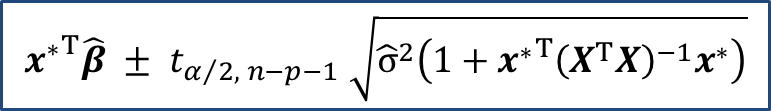 x*ᵀβ̂ ± t_{α/2, n−p−1} √(σ̂²(1 + x*ᵀ(XᵀX)⁻¹x*))